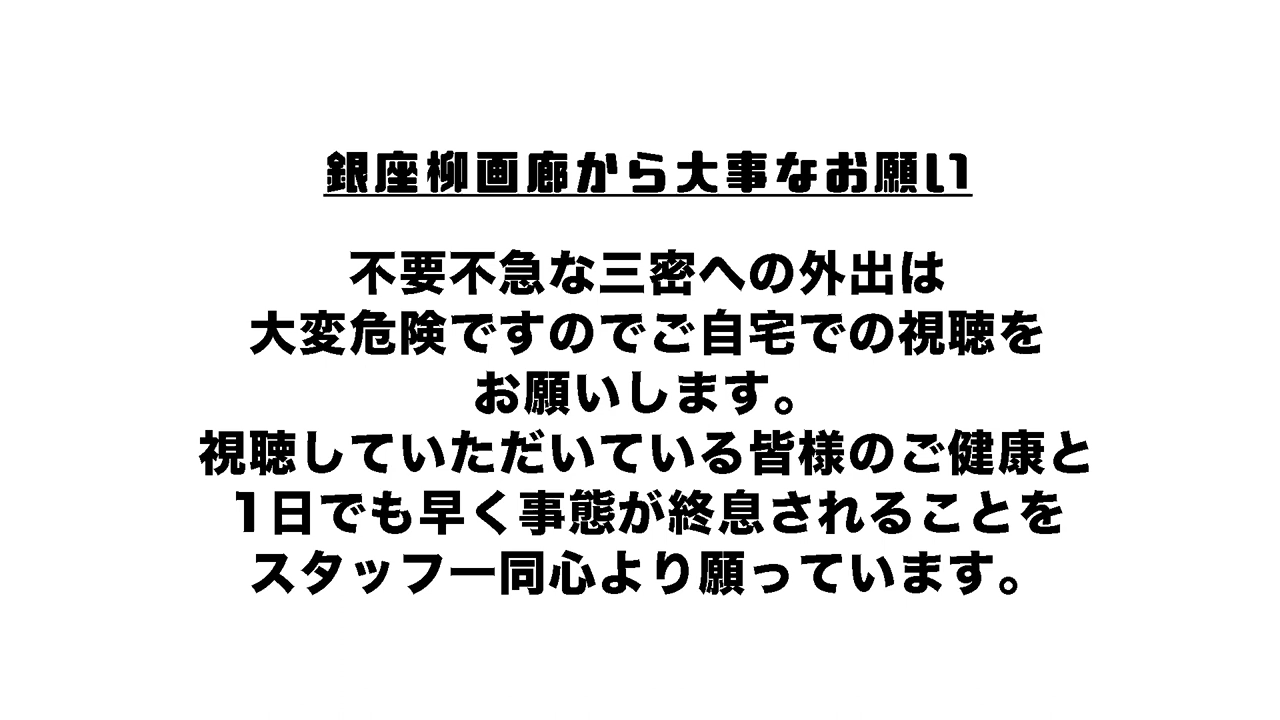 銀座柳画廊から大事なお願い
不要不急な三密への外出は
大変危険ですのでご自宅での視聴を
お願いします。
視聴していただいている皆様のご健康と
1日でも早く事態が終息されることを
スタッフ一同心より願っています。